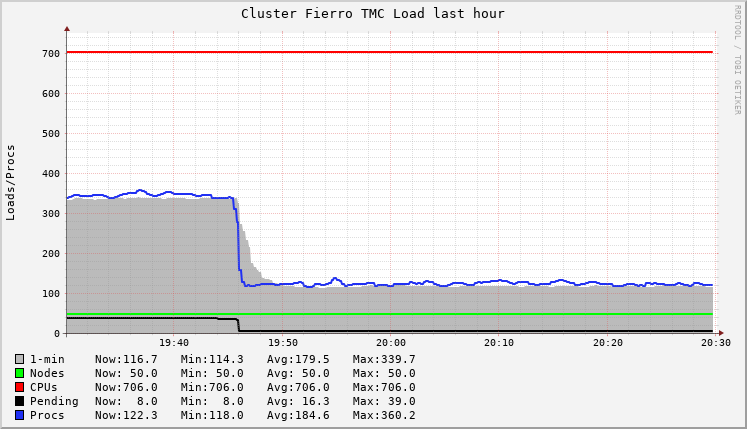 Cluster Fierro TMC Load last hour
RRDTOOL / TOBI OETIKER
Loads/Procs
700
600
500
400
300
200
100
0
19:40 19:50 20:00 20:10 20:20 20:30
1-min Now:116.7 Min:114.3 Avg:179.5 Max:339.7
Nodes Now: 50.0 Min: 50.0 Avg: 50.0 Max: 50.0
CPUs Now:706.0 Min:706.0 Avg:706.0 Max:706.0
Pending Now: 8.0 Min: 8.0 Avg: 16.3 Max: 39.0
Procs Now:122.3 Min:118.0 Avg:184.6 Max:360.2